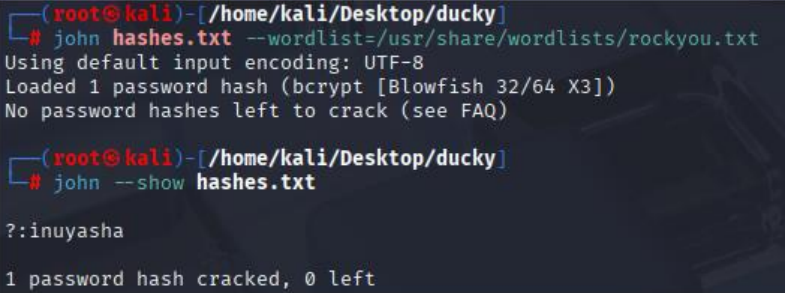 ┌──(root㉿kali)-[/home/kali/Desktop/ducky]
└─# john hashes.txt --wordlist=/usr/share/wordlists/rockyou.txt
Using default input encoding: UTF-8
Loaded 1 password hash (bcrypt [Blowfish 32/64 X3])
No password hashes left to crack (see FAQ)
┌──(root㉿kali)-[/home/kali/Desktop/ducky]
└─# john --show hashes.txt
?:inuyasha
1 password hash cracked, 0 left